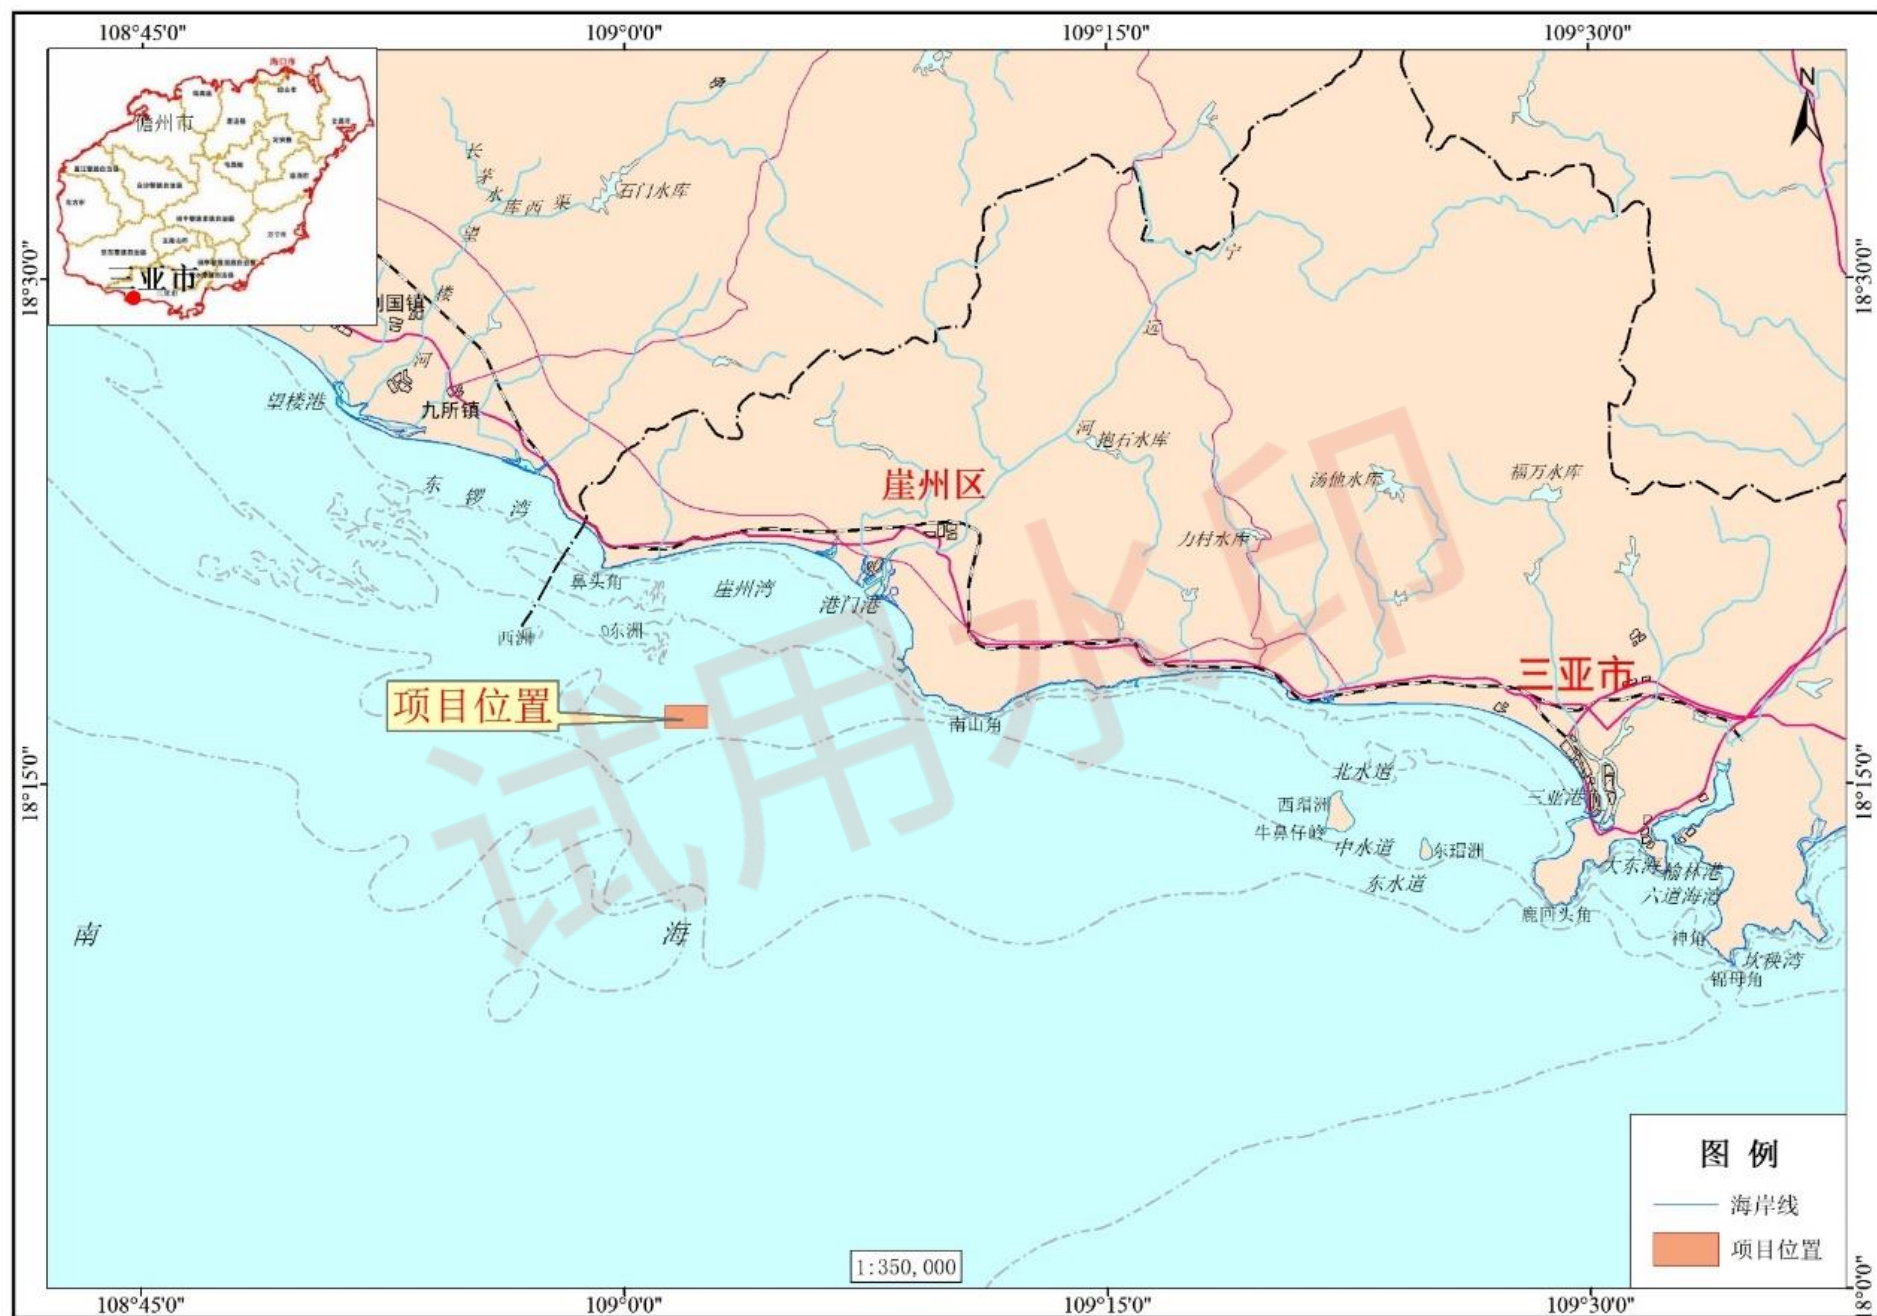 108°45'0"
109°0'0"
109°15'0"
109°30'0"
N
海口市
儋州市
三亚市
18°30'0"
18°30'0"
长茅水库西渠
石门水库
望楼河
宁远河
国镇
望楼港
九所镇
东锣湾
崖州区
抱石水库
汤他水库
福万水库
力村水库
鼻头角
崖州湾
港门港
西洲
东洲
项目位置
南山角
三亚市
18°15'0"
18°15'0"
北水道
西瑁洲
三亚港
牛鼻仔岭
中水道
东瑁洲
东水道
大东海
榆林港
六道海湾
鹿回头角
神角
坎秧湾
锦母角
南海
试用水印
图例
海岸线
项目位置
1:350,000
18°0'0"
108°45'0"
109°0'0"
109°15'0"
109°30'0"